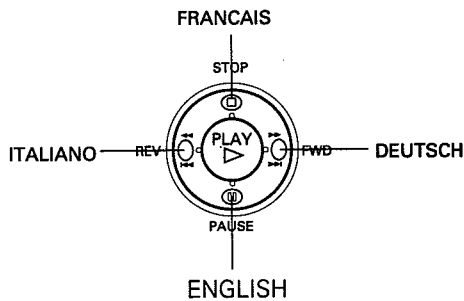 FRANCAIS
STOP
PLAY
ITALIANO
REV
FWD
DEUTSCH
PAUSE
ENGLISH